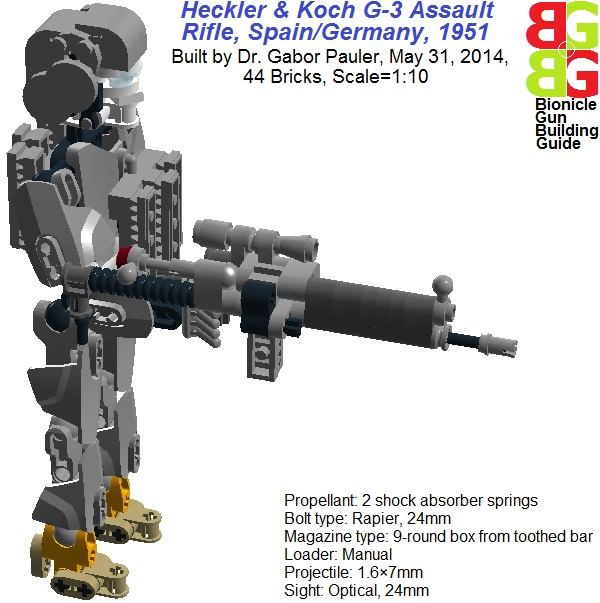 Heckler & Koch G-3 Assault
Rifle, Spain/Germany, 1951
Built by Dr. Gabor Pauler, May 31, 2014,
44 Bricks, Scale=1:10
BG
BG
Bionicle
Gun
Building
Guide
Propellant: 2 shock absorber springs
Bolt type: Rapier, 24mm
Magazine type: 9-round box from toothed bar
Loader: Manual
Projectile: 1.6×7mm
Sight: Optical, 24mm